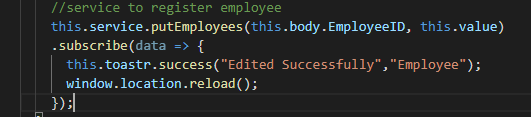 //service to register employee
this.service.putEmployees(this.body.EmployeeID, this.value)
.subscribe(data => {
this.toastr.success("Edited Successfully","Employee");
window.location.reload();
});